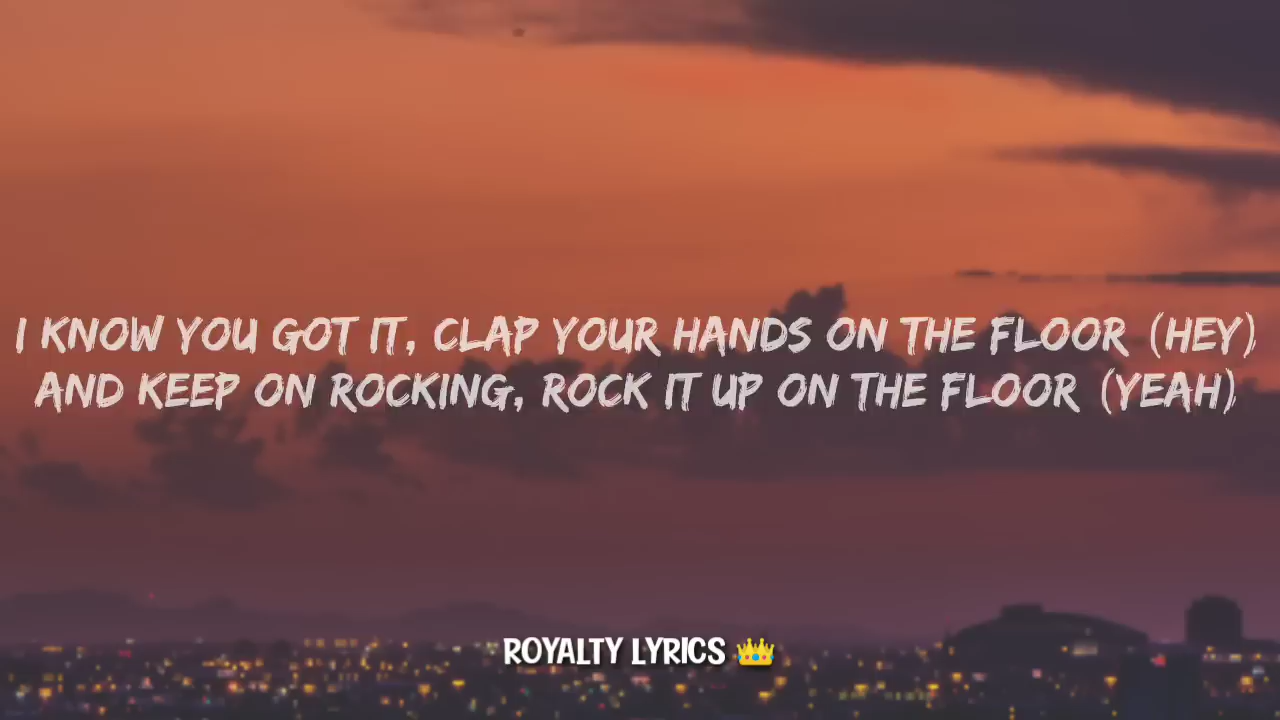 I KNOW YOU GOT IT, CLAP YOUR HANDS ON THE FLOOR (HEY)
AND KEEP ON ROCKING, ROCK IT UP ON THE FLOOR (YEAH)
ROYALTY LYRICS 👑